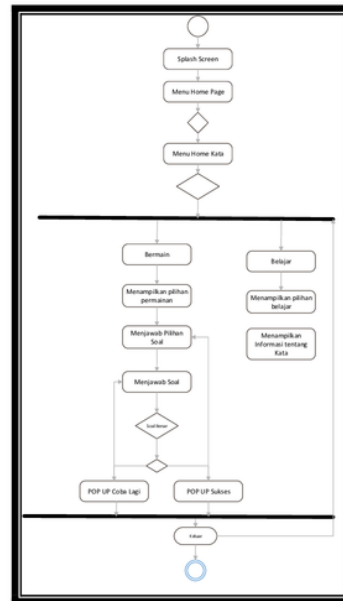 Splash Screen
Menu Home Page
Menu Home Kata
Bermain
Belajar
Menampilkan pilihan
permainan
Menampilkan pilihan
belajar
Menjawab Pilihan
Soal
Menampilkan
Informasi tentang
Kata
Menjawab Soal
Soal Benar
POP UP Coba Lagi
POP UP Sukses
Keluar